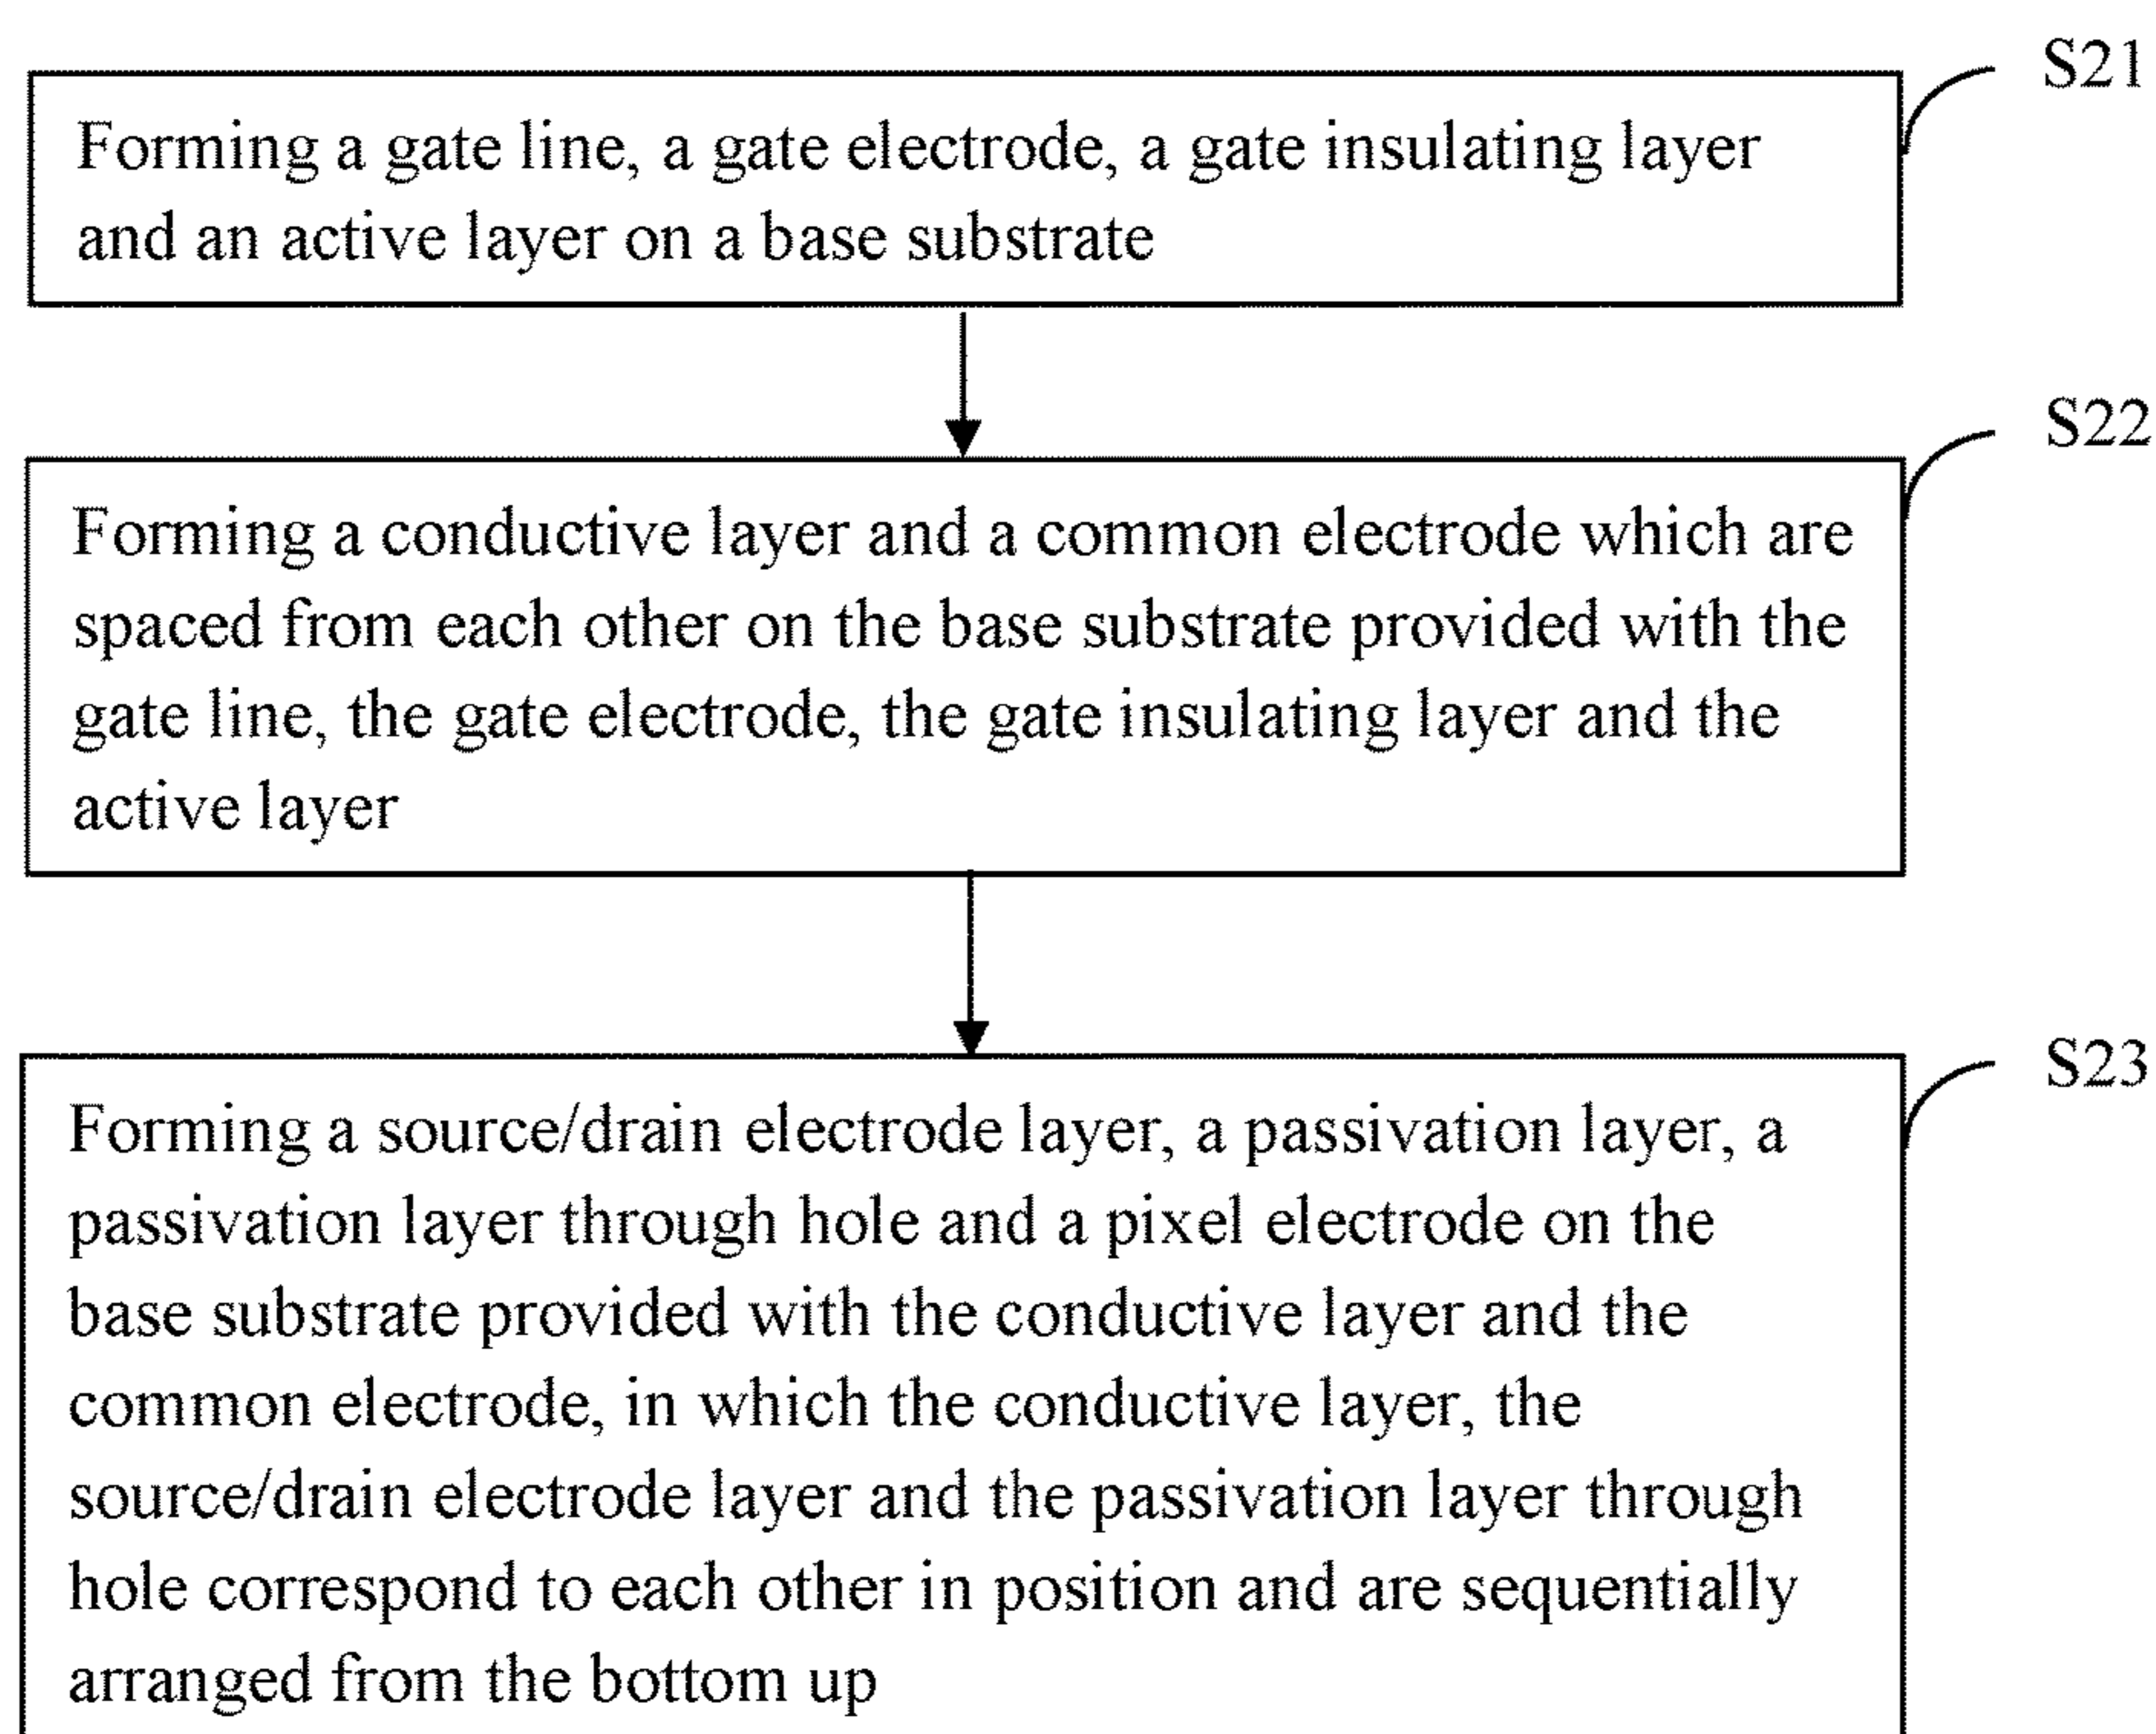 S21
Forming a gate line, a gate electrode, a gate insulating layer
and an active layer on a base substrate
S22
Forming a conductive layer and a common electrode which are
spaced from each other on the base substrate provided with the
gate line, the gate electrode, the gate insulating layer and the
active layer
S23
Forming a source/drain electrode layer, a passivation layer, a
passivation layer through hole and a pixel electrode on the
base substrate provided with the conductive layer and the
common electrode, in which the conductive layer, the
source/drain electrode layer and the passivation layer through
hole correspond to each other in position and are sequentially
arranged from the bottom up